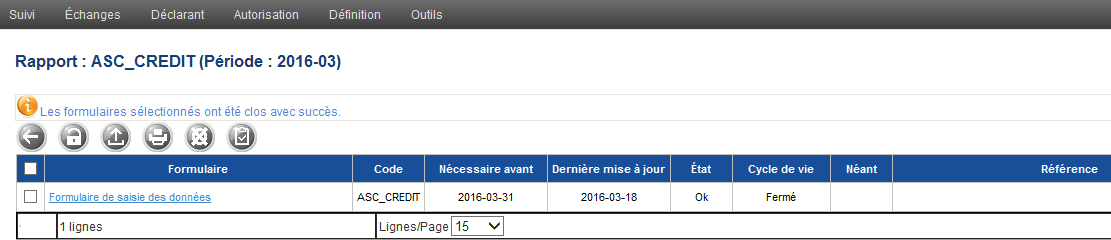 Suivi Échanges Déclarant Autorisation Définition Outils
Rapport : ASC_CREDIT (Période : 2016-03)
Les formulaires sélectionnés ont été clos avec succès.
Formulaire Code Nécessaire avant Dernière mise à jour État Cycle de vie Néant Référence
Formulaire de saisie des données ASC_CREDIT 2016-03-31 2016-03-18 Ok Fermé
1 lignes Lignes/Page 15